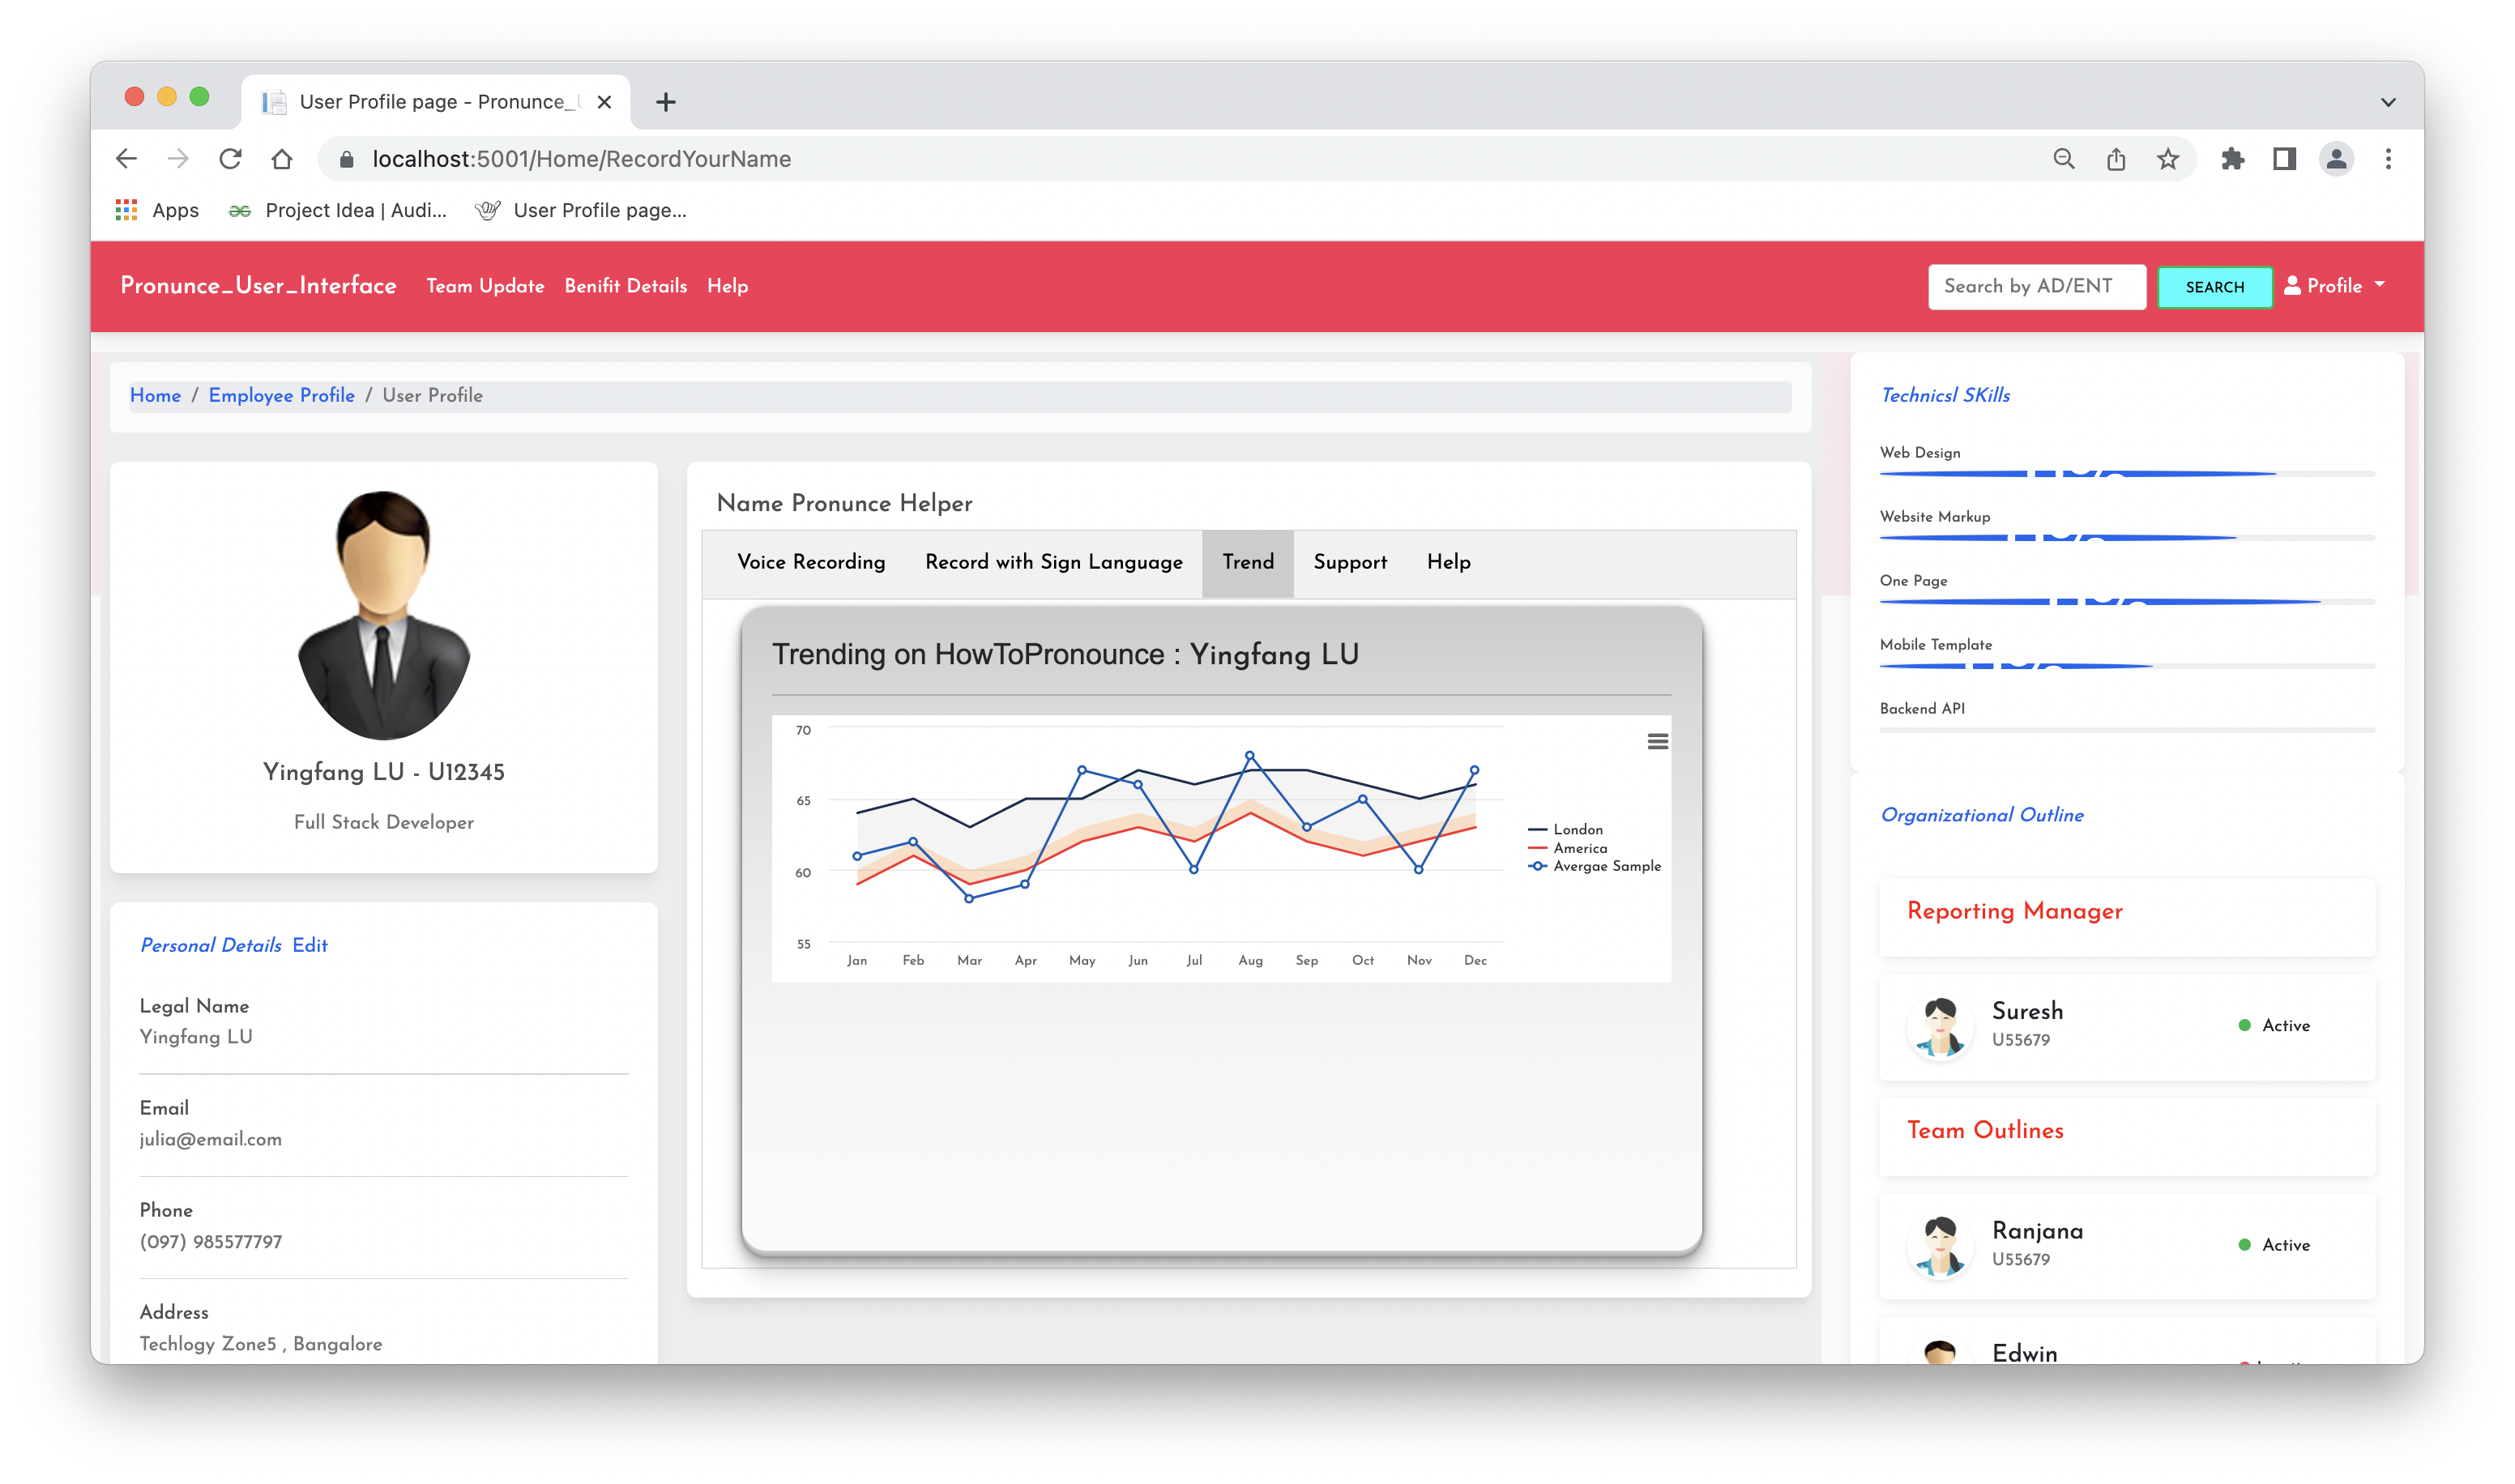 User Profile page - Pronunce_
localhost:5001/Home/RecordYourName
Apps
Project Idea | Audi...
User Profile page...
Pronunce_User_Interface
Team Update
Benifit Details
Help
Search by AD/ENT
SEARCH
Profile
Home / Employee Profile / User Profile
Yingfang LU - U12345
Full Stack Developer
Personal Details Edit
Legal Name
Yingfang LU
Email
julia@email.com
Phone
(097) 985577797
Address
Techlogy Zone5 , Bangalore
Name Pronunce Helper
Voice Recording
Record with Sign Language
Trend
Support
Help
Trending on HowToPronounce : Yingfang LU
70
65
60
55
Jan Feb Mar Apr May Jun Jul Aug Sep Oct Nov Dec
London
America
Avergae Sample
Technicsl SKills
Web Design
Website Markup
One Page
Mobile Template
Backend API
Organizational Outline
Reporting Manager
Suresh
U55679
Active
Team Outlines
Ranjana
U55679
Active
Edwin